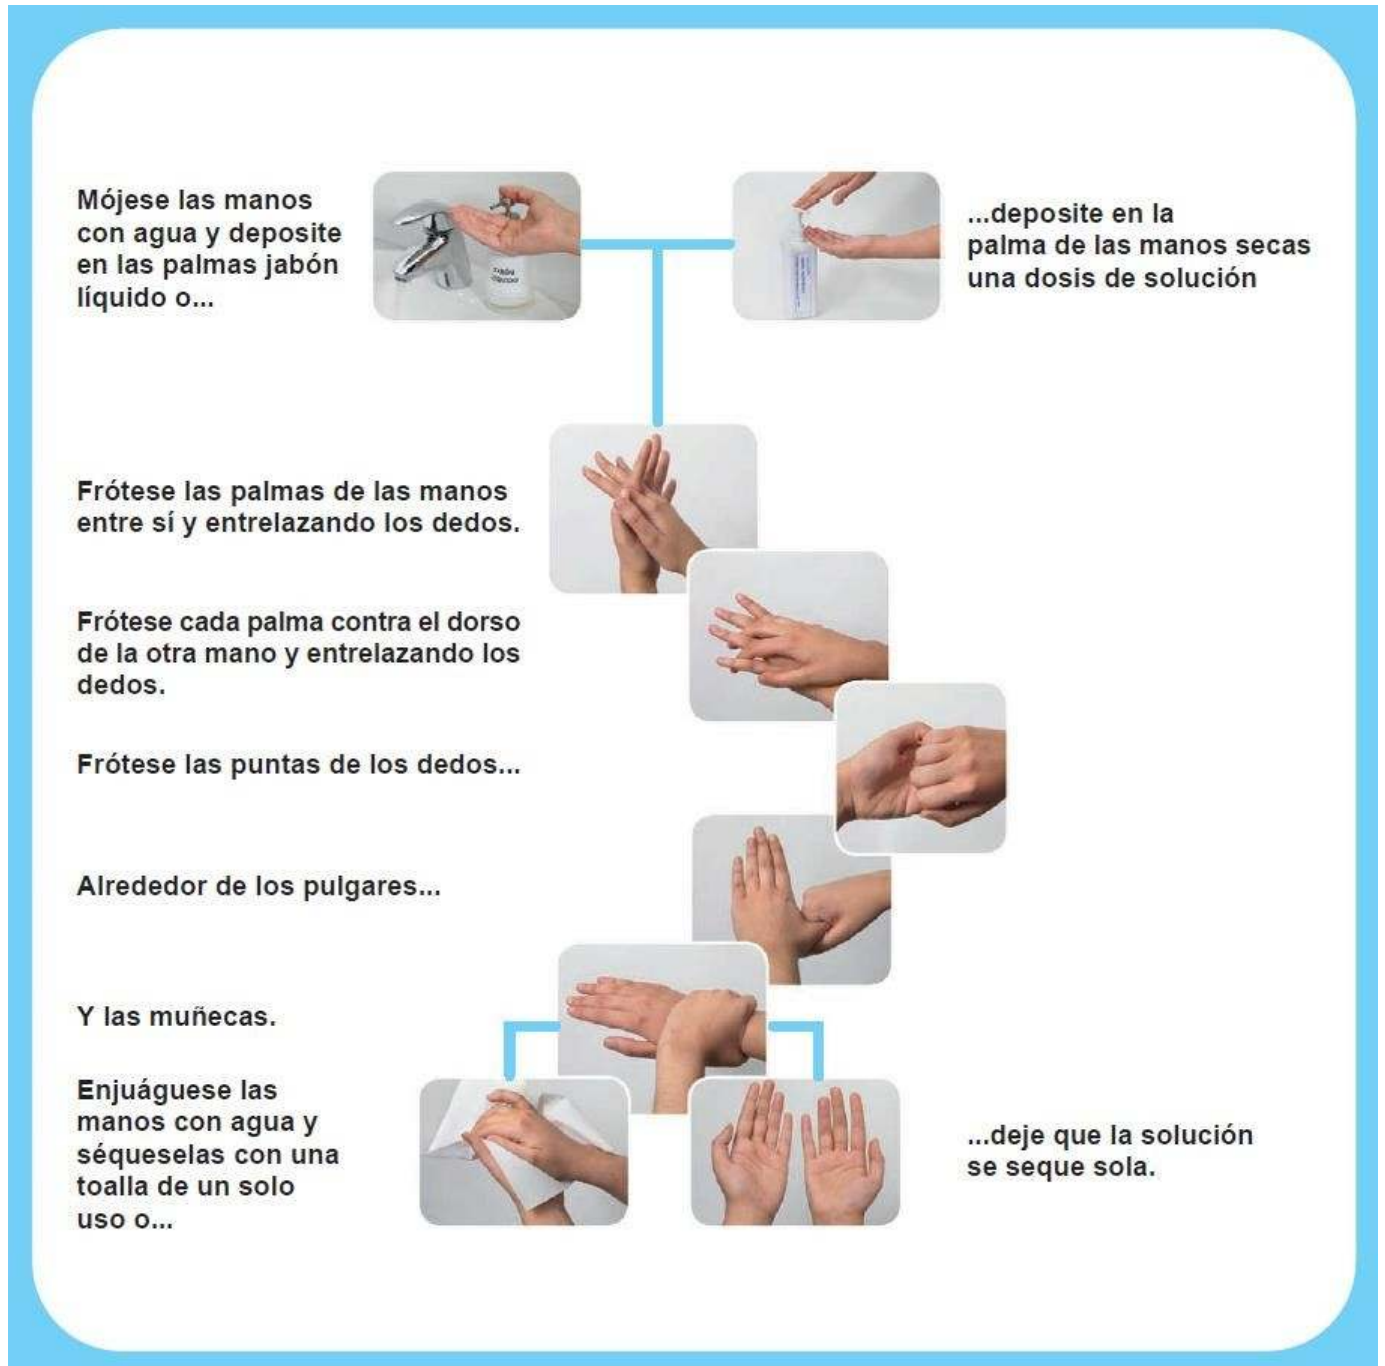 Mójese las manos
con agua y deposite
en las palmas jabón
líquido o...
JABÓN
LÍQUIDO
...deposite en la
palma de las manos secas
una dosis de solución
Frótese las palmas de las manos
entre sí y entrelazando los dedos.
Frótese cada palma contra el dorso
de la otra mano y entrelazando los
dedos.
Frótese las puntas de los dedos...
Alrededor de los pulgares...
Y las muñecas.
Enjuáguese las
manos con agua y
séqueselas con una
toalla de un solo
uso o...
...deje que la solución
se seque sola.